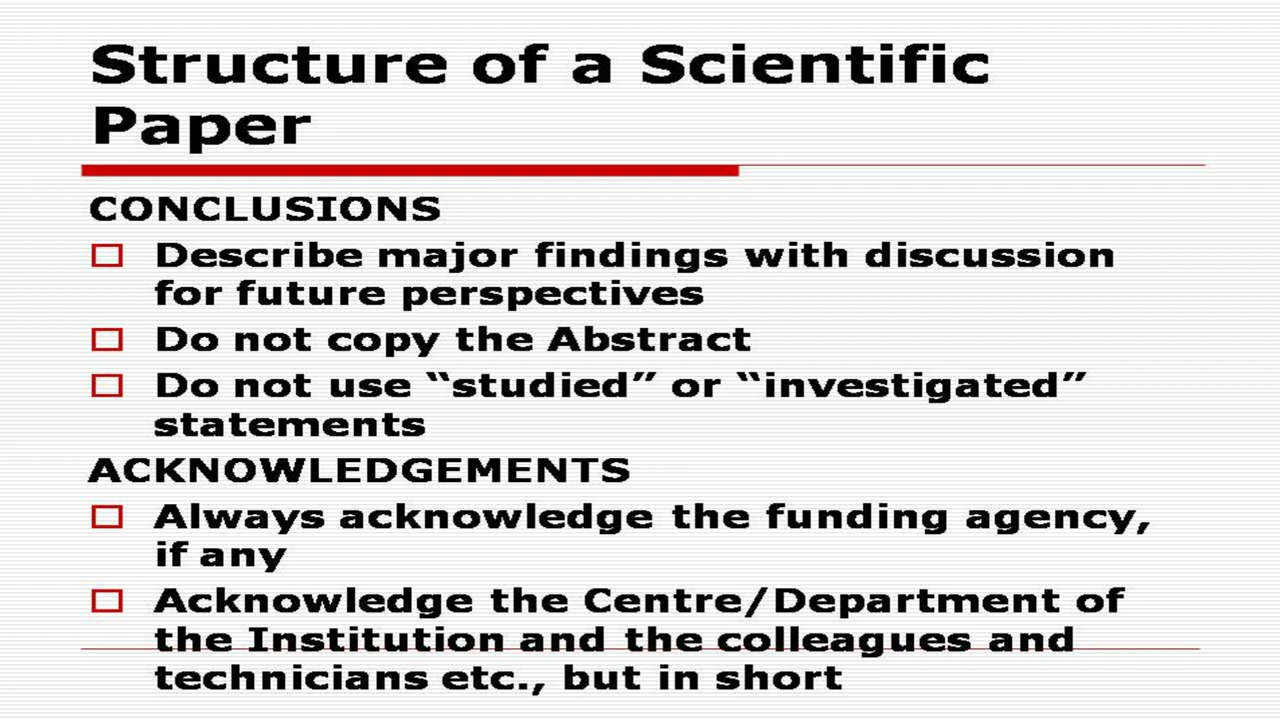 Structure of a Scientific
Paper
CONCLUSIONS
Describe major findings with discussion
for future perspectives
Do not copy the Abstract
Do not use “studied” or “investigated”
statements
ACKNOWLEDGEMENTS
Always acknowledge the funding agency,
if any
Acknowledge the Centre/Department of
the Institution and the colleagues and
technicians etc., but in short